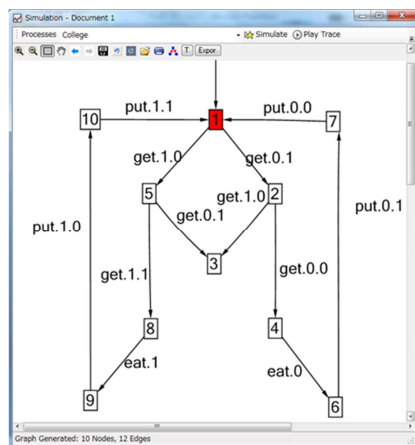 Simulation - Document 1
Processes College Simulate Play Trace
T Expor
10 put.1.1 1 put.0.0 7
get.1.0 get.0.1
5 get.0.1 get.1.0 2
put.1.0 put.0.1
3
get.1.1 get.0.0
8 4
eat.1 eat.0
9 6
Graph Generated: 10 Nodes, 12 Edges